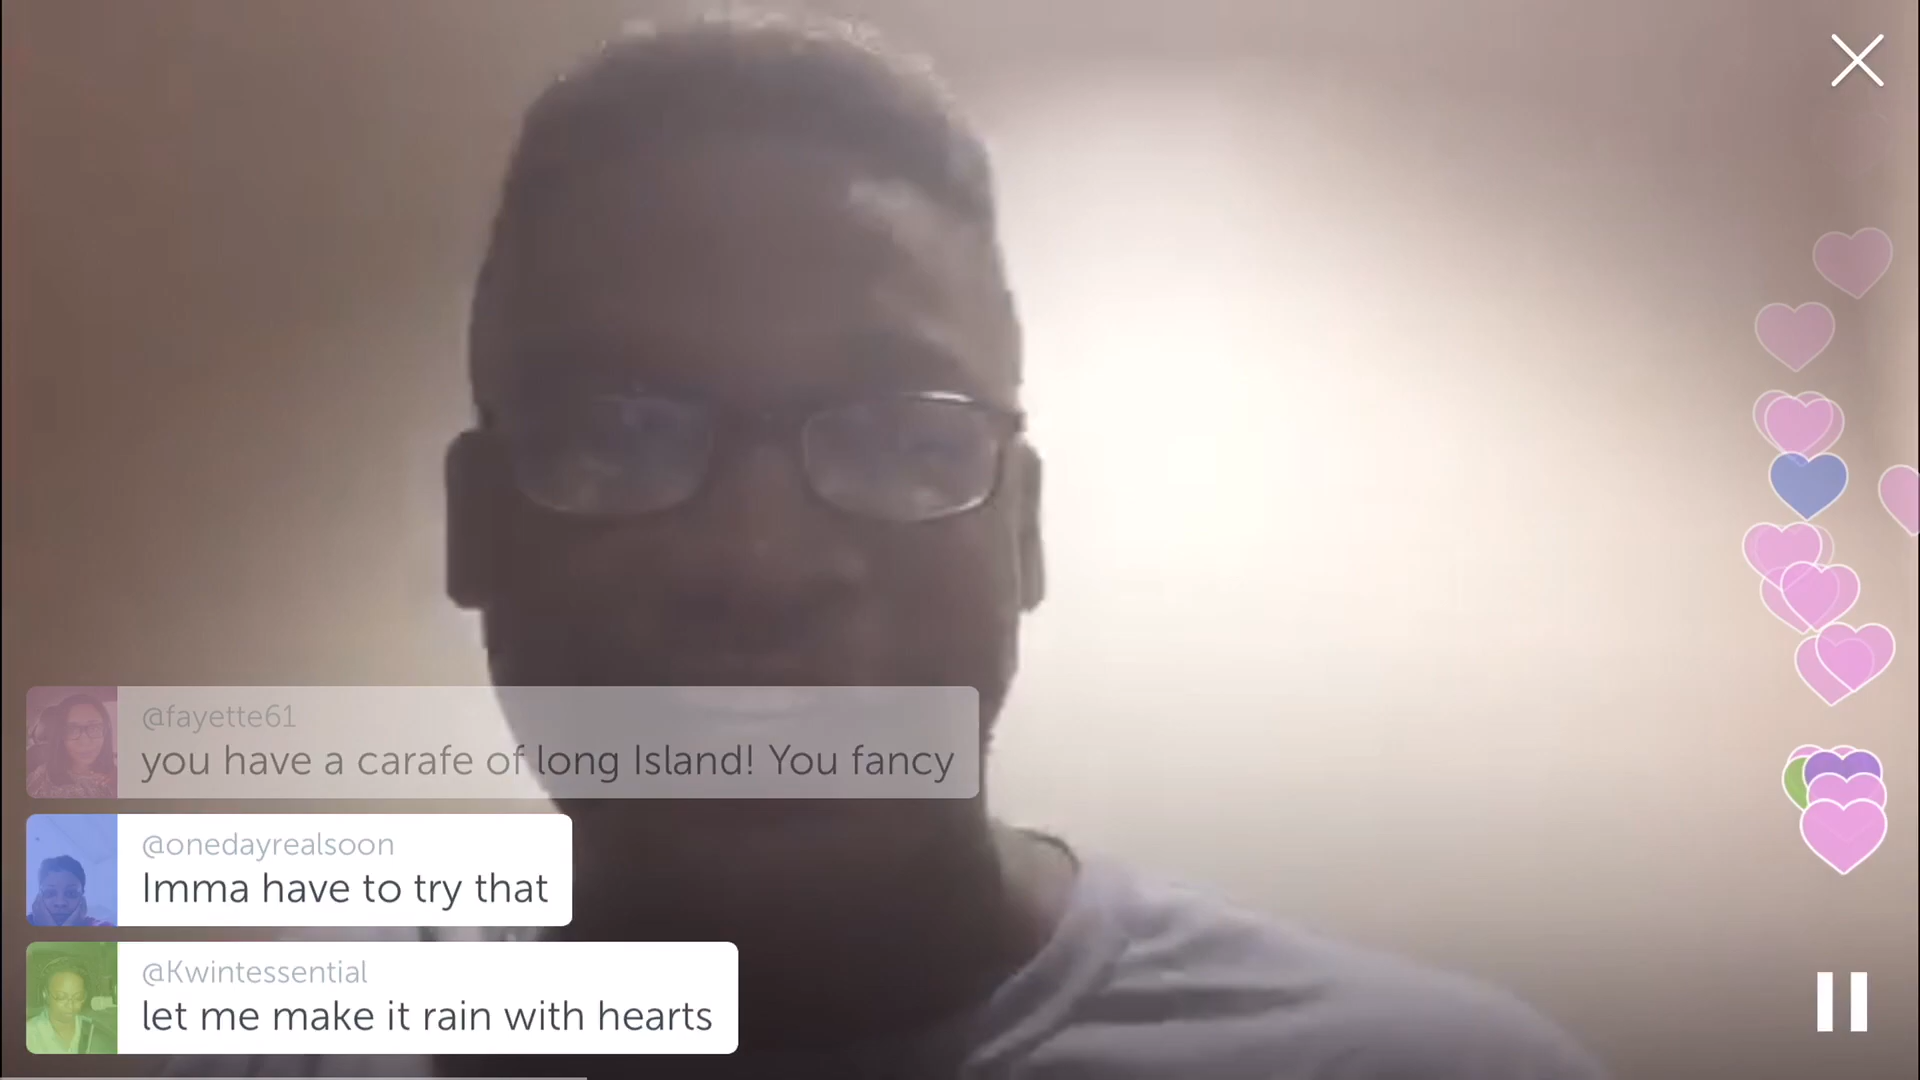 @fayette61
you have a carafe of long Island! You fancy
@onedayrealsoon
Imma have to try that
@Kwintessential
let me make it rain with hearts